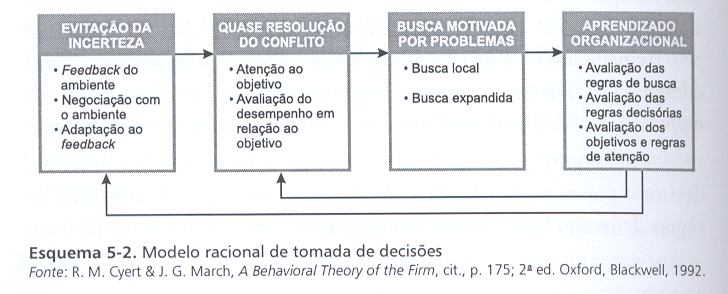 EVITAÇÃO DA
INCERTEZA
• Feedback do
ambiente
• Negociação com
o ambiente
• Adaptação ao
feedback
QUASE RESOLUÇÃO
DO CONFLITO
• Atenção ao
objetivo
• Avaliação do
desempenho em
relação ao
objetivo
BUSCA MOTIVADA
POR PROBLEMAS
• Busca local
• Busca expandida
APRENDIZADO
ORGANIZACIONAL
• Avaliação das
regras de busca
• Avaliação das
regras decisórias
• Avaliação dos
objetivos e regras
de atenção
Esquema 5-2. Modelo racional de tomada de decisões
Fonte: R. M. Cyert & J. G. March, A Behavioral Theory of the Firm, cit., p. 175; 2ª ed. Oxford, Blackwell, 1992.